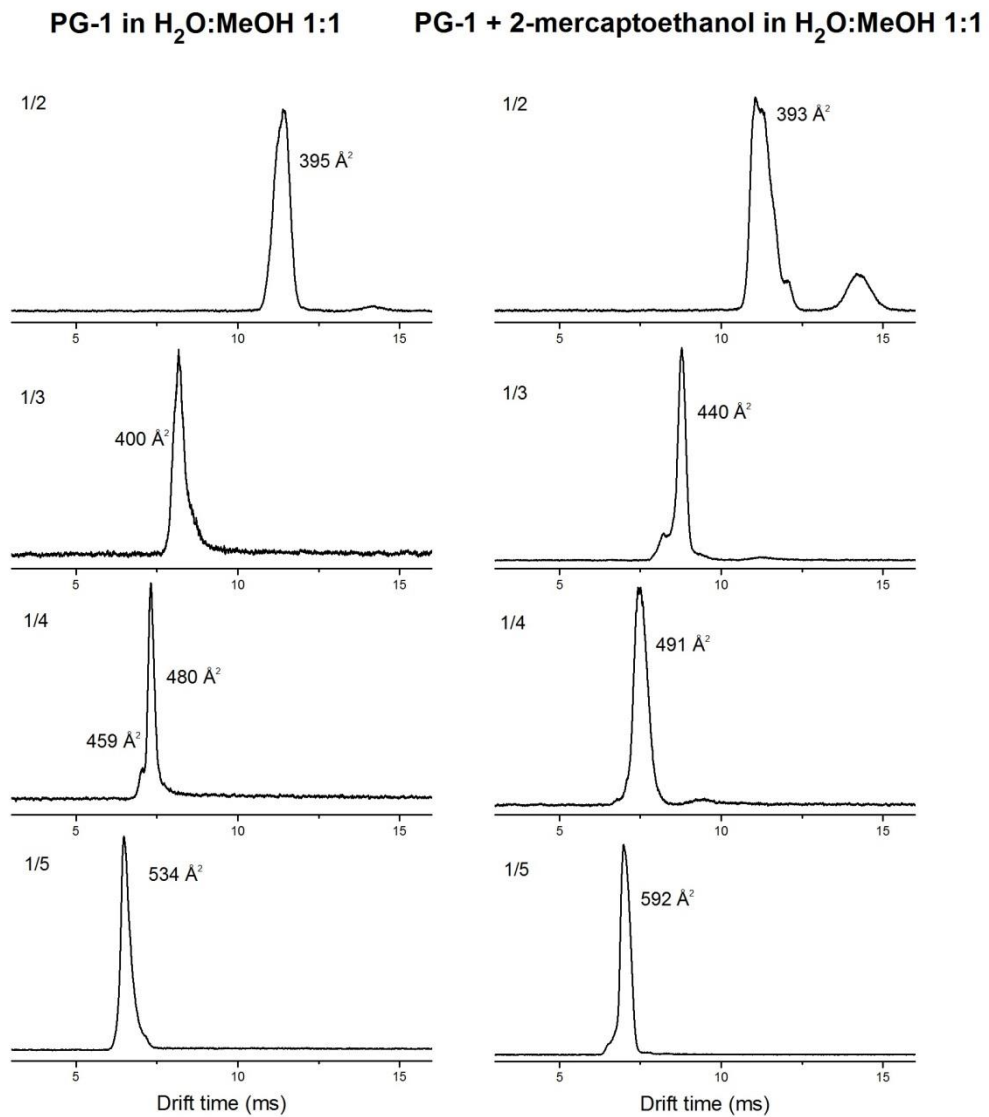 PG-1 in H₂O:MeOH 1:1
PG-1 + 2-mercaptoethanol in H₂O:MeOH 1:1
1/2
395 Å²
5 10 15
1/2
393 Å²
5 10 15
1/3
400 Å²
5 10 15
1/3
440 Å²
5 10 15
1/4
480 Å²
459 Å²
5 10 15
1/4
491 Å²
5 10 15
1/5
534 Å²
5 10 15
Drift time (ms)
1/5
592 Å²
5 10 15
Drift time (ms)